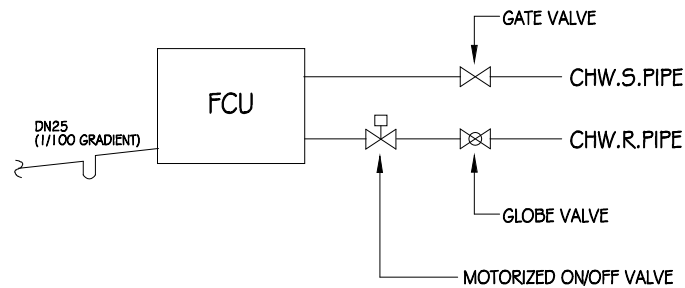 GATE VALVE
CHW.S.PIPE
FCU
DN25
(1/100 GRADIENT)
CHW.R.PIPE
GLOBE VALVE
MOTORIZED ON/OFF VALVE